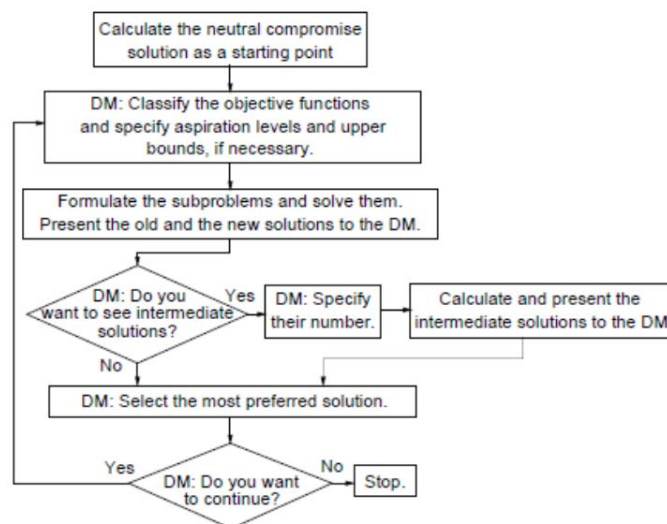 Calculate the neutral compromise
solution as a starting point
DM: Classify the objective functions
and specify aspiration levels and upper
bounds, if necessary.
Formulate the subproblems and solve them.
Present the old and the new solutions to the DM.
DM: Do you
want to see intermediate
solutions?
Yes
DM: Specify
their number.
Calculate and present the
intermediate solutions to the DM
No
DM: Select the most preferred solution.
Yes
DM: Do you want
to continue?
No
Stop.